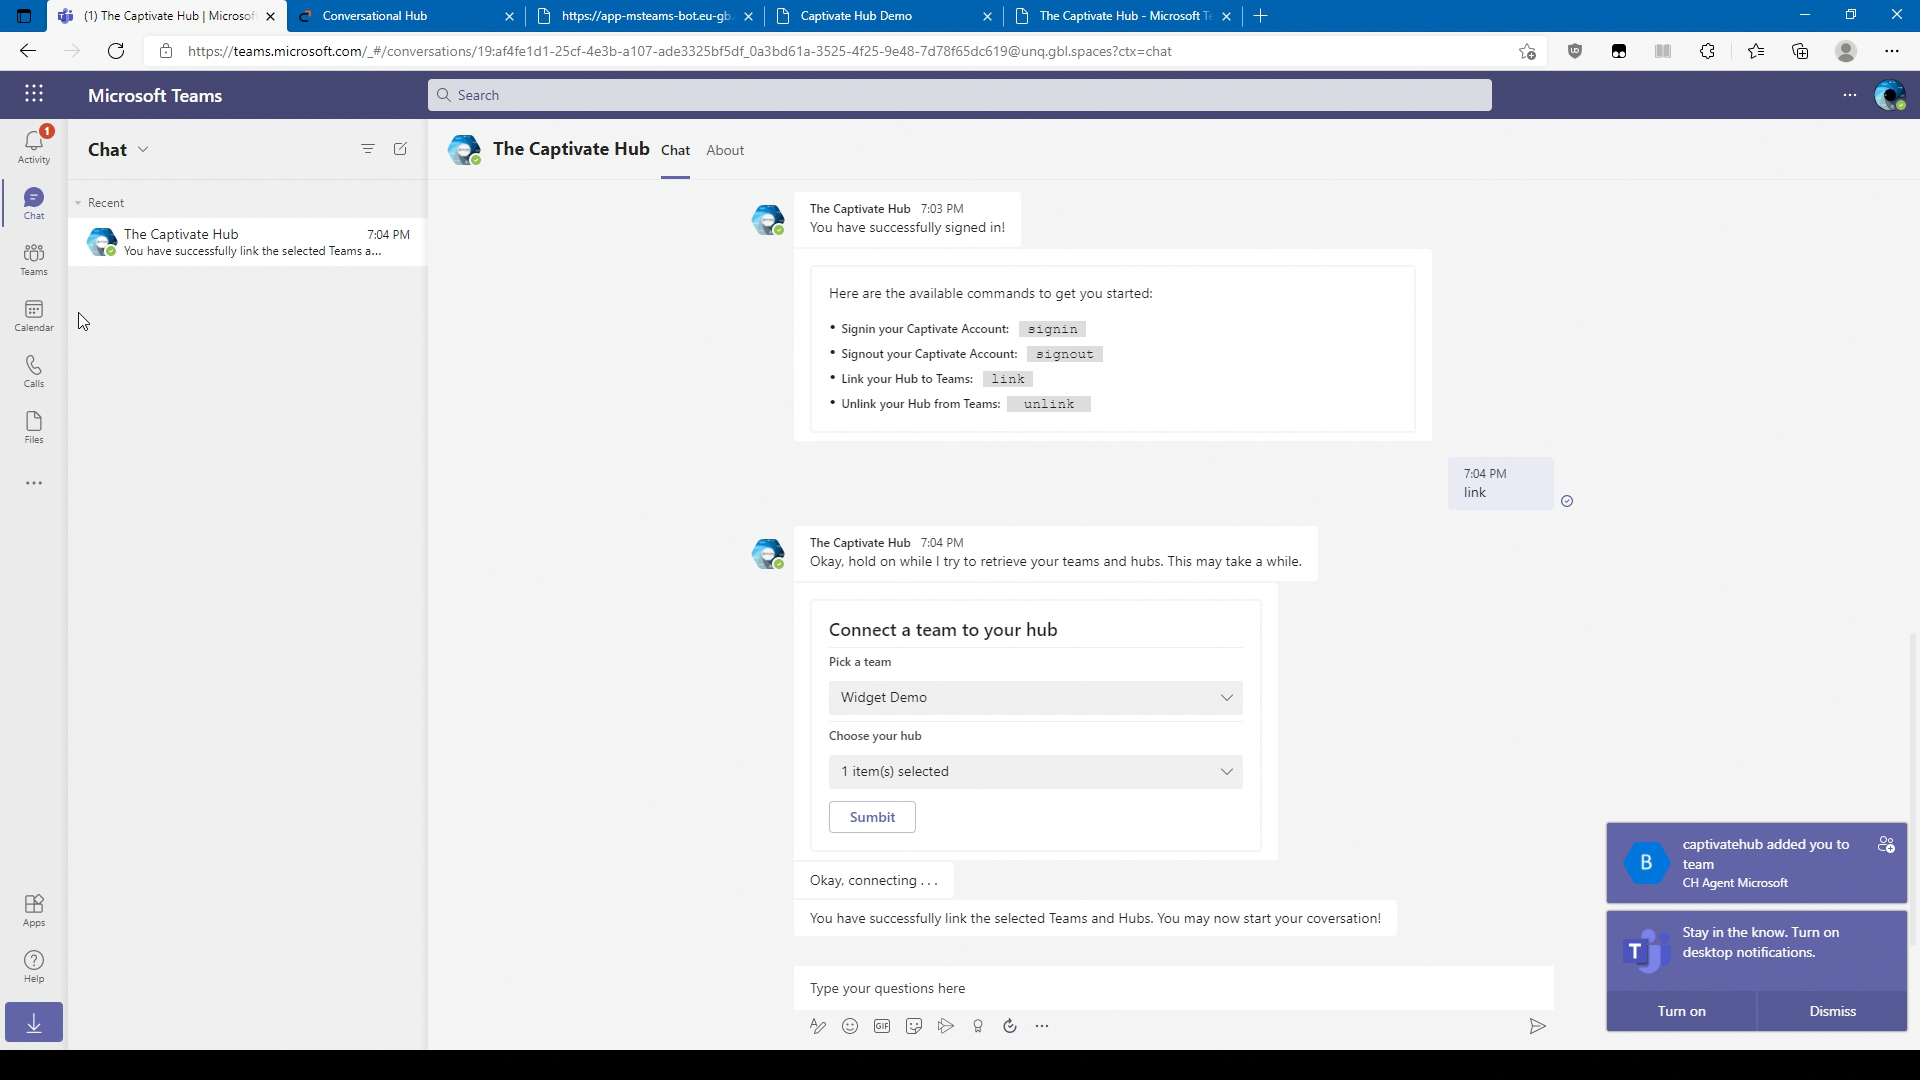 (1) The Captivate Hub | Microsof
Conversational Hub
https://app-msteams-bot.eu-gb.
Captivate Hub Demo
The Captivate Hub - Microsoft Te
https://teams.microsoft.com/_#/conversations/19:af4fe1d1-25cf-4e3b-a107-ade3325bf5df_0a3bd61a-3525-4f25-9e48-7d78f65dc619@unq.gbl.spaces?ctx=chat
Microsoft Teams
Search
1
Activity
Chat
Teams
Calendar
Calls
Files
Apps
Help
Chat
Recent
The Captivate Hub 7:04 PM
You have successfully link the selected Teams a...
The Captivate Hub Chat About
The Captivate Hub 7:03 PM
You have successfully signed in!
Here are the available commands to get you started:
• Signin your Captivate Account: signin
• Signout your Captivate Account: signout
• Link your Hub to Teams: link
• Unlink your Hub from Teams: unlink
7:04 PM
link
The Captivate Hub 7:04 PM
Okay, hold on while I try to retrieve your teams and hubs. This may take a while.
Connect a team to your hub
Pick a team
Widget Demo
Choose your hub
1 item(s) selected
Sumbit
Okay, connecting . . .
You have successfully link the selected Teams and Hubs. You may now start your coversation!
Type your questions here
GIF
B
captivatehub added you to
team
CH Agent Microsoft
T
Stay in the know. Turn on
desktop notifications.
Turn on
Dismiss